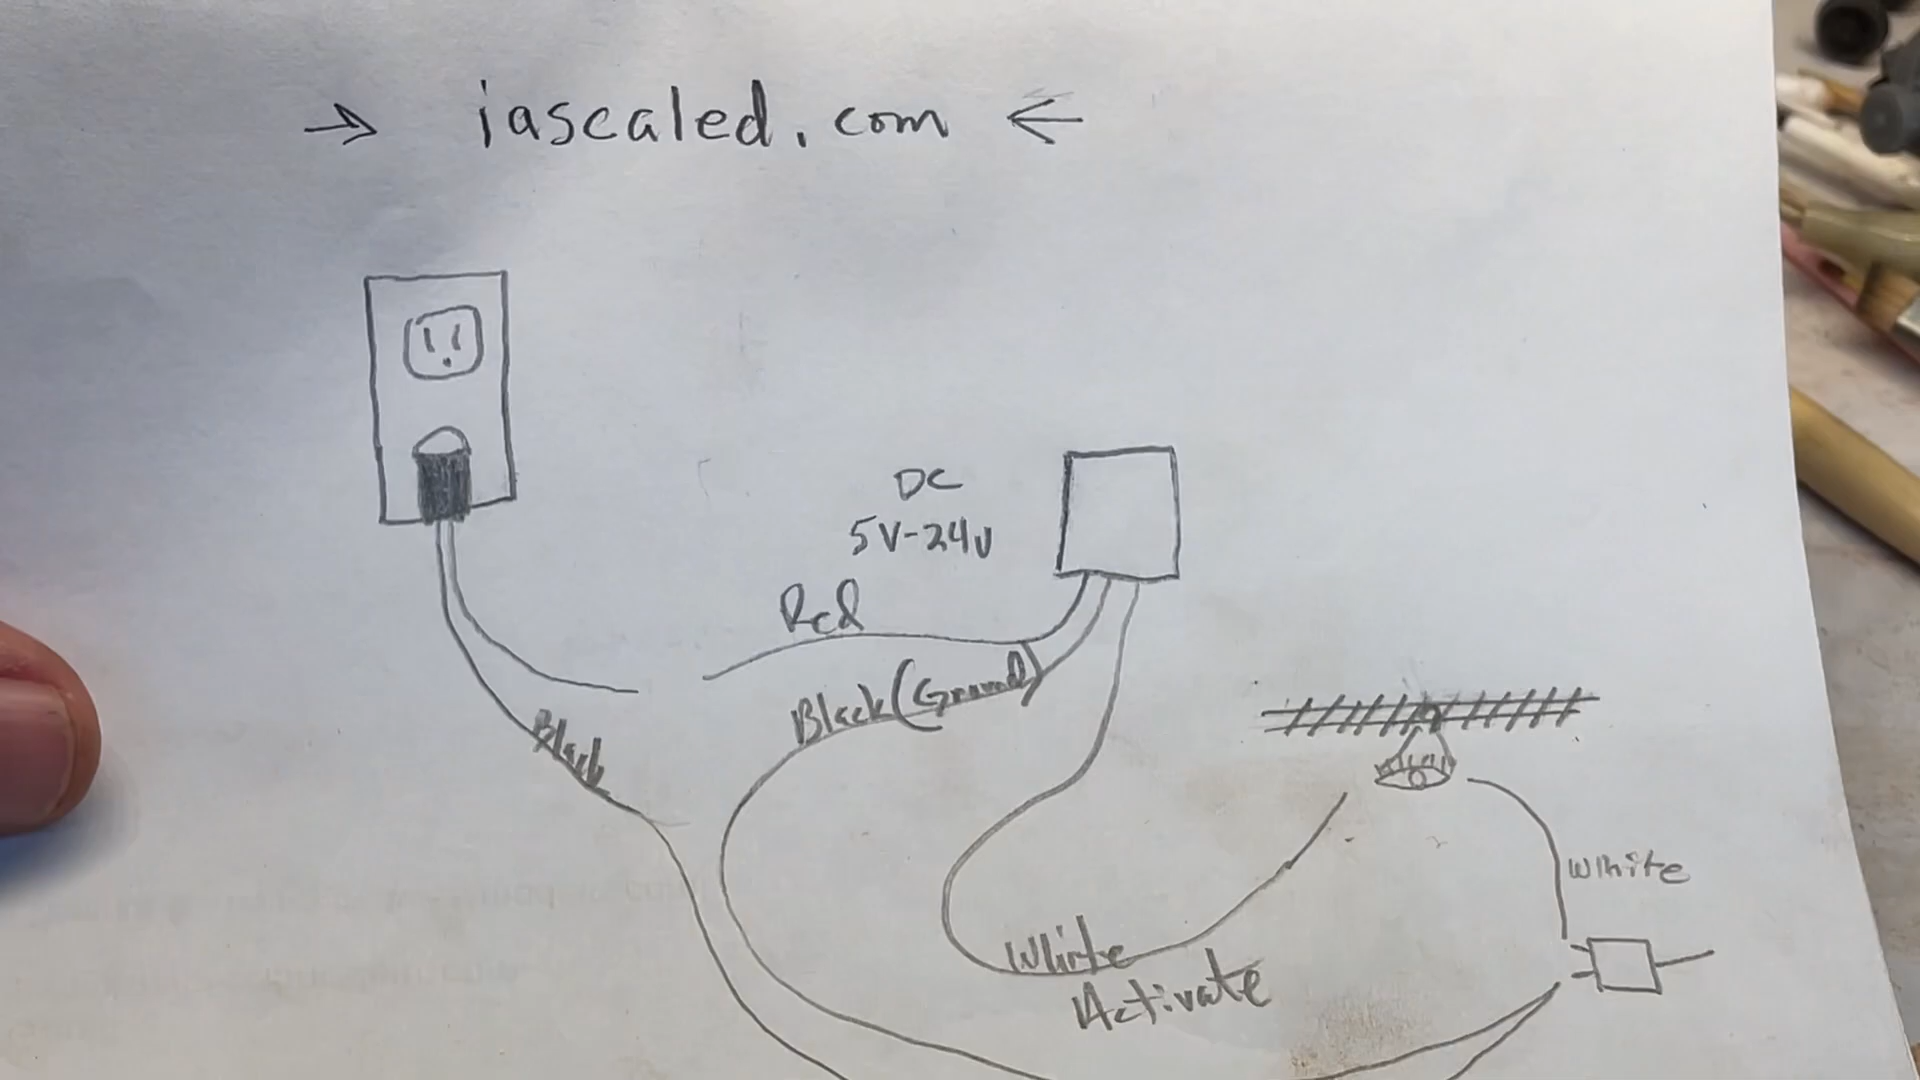 → iascaled.com ←
DC
5V-24V
Red
Black (Ground)
Black
White
White
Activate